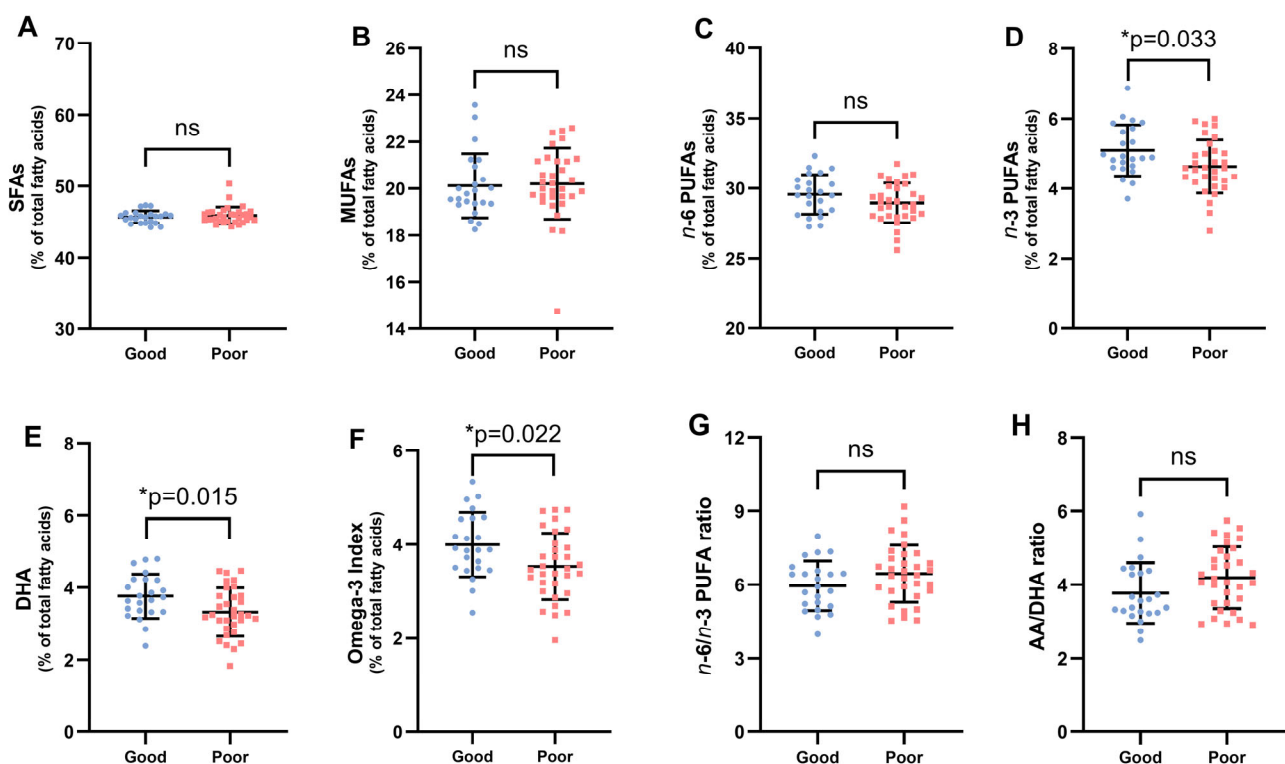 A
SFAs
(% of total fatty acids)
70
60
50
40
30
ns
Good
Poor
B
MUFAs
(% of total fatty acids)
26
24
22
20
18
16
14
ns
Good
Poor
C
n-6 PUFAs
(% of total fatty acids)
40
35
30
25
20
ns
Good
Poor
D
n-3 PUFAs
(% of total fatty acids)
8
6
4
2
0
*p=0.033
Good
Poor
E
DHA
(% of total fatty acids)
8
6
4
2
0
*p=0.015
Good
Poor
F
Omega-3 Index
(% of total fatty acids)
6
4
2
0
*p=0.022
Good
Poor
G
n-6/n-3 PUFA ratio
12
9
6
3
0
ns
Good
Poor
H
AA/DHA ratio
8
6
4
2
0
ns
Good
Poor